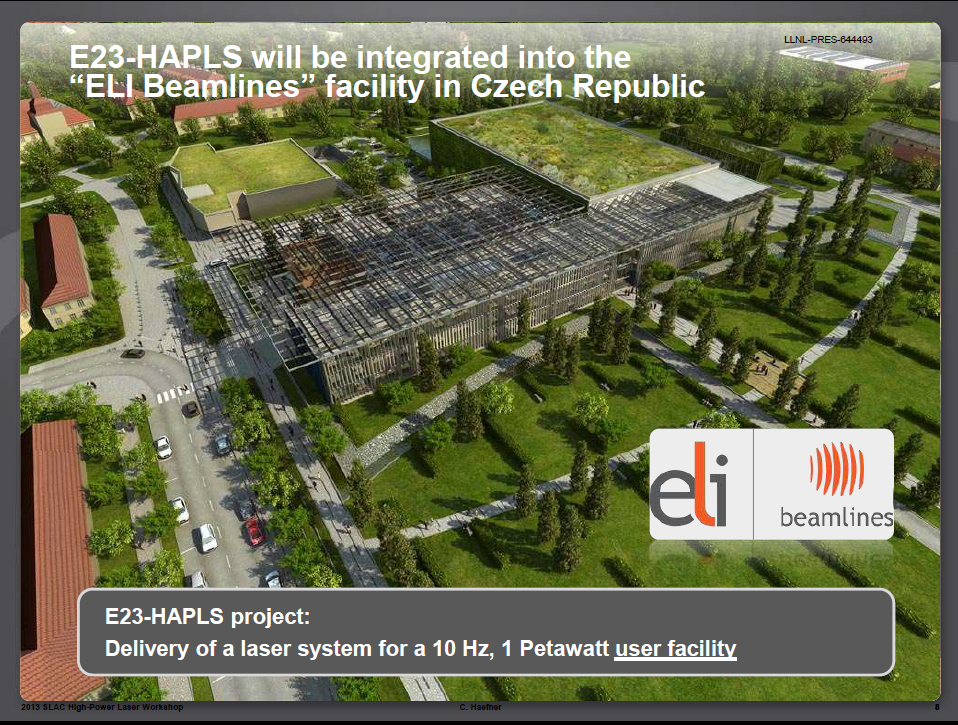 LLNL-PRES-644493
E23-HAPLS will be integrated into the
“ELI Beamlines” facility in Czech Republic
eli
beamlines
E23-HAPLS project:
Delivery of a laser system for a 10 Hz, 1 Petawatt user facility
2013 SLAC High-Power Laser Workshop
C. Haefner
8